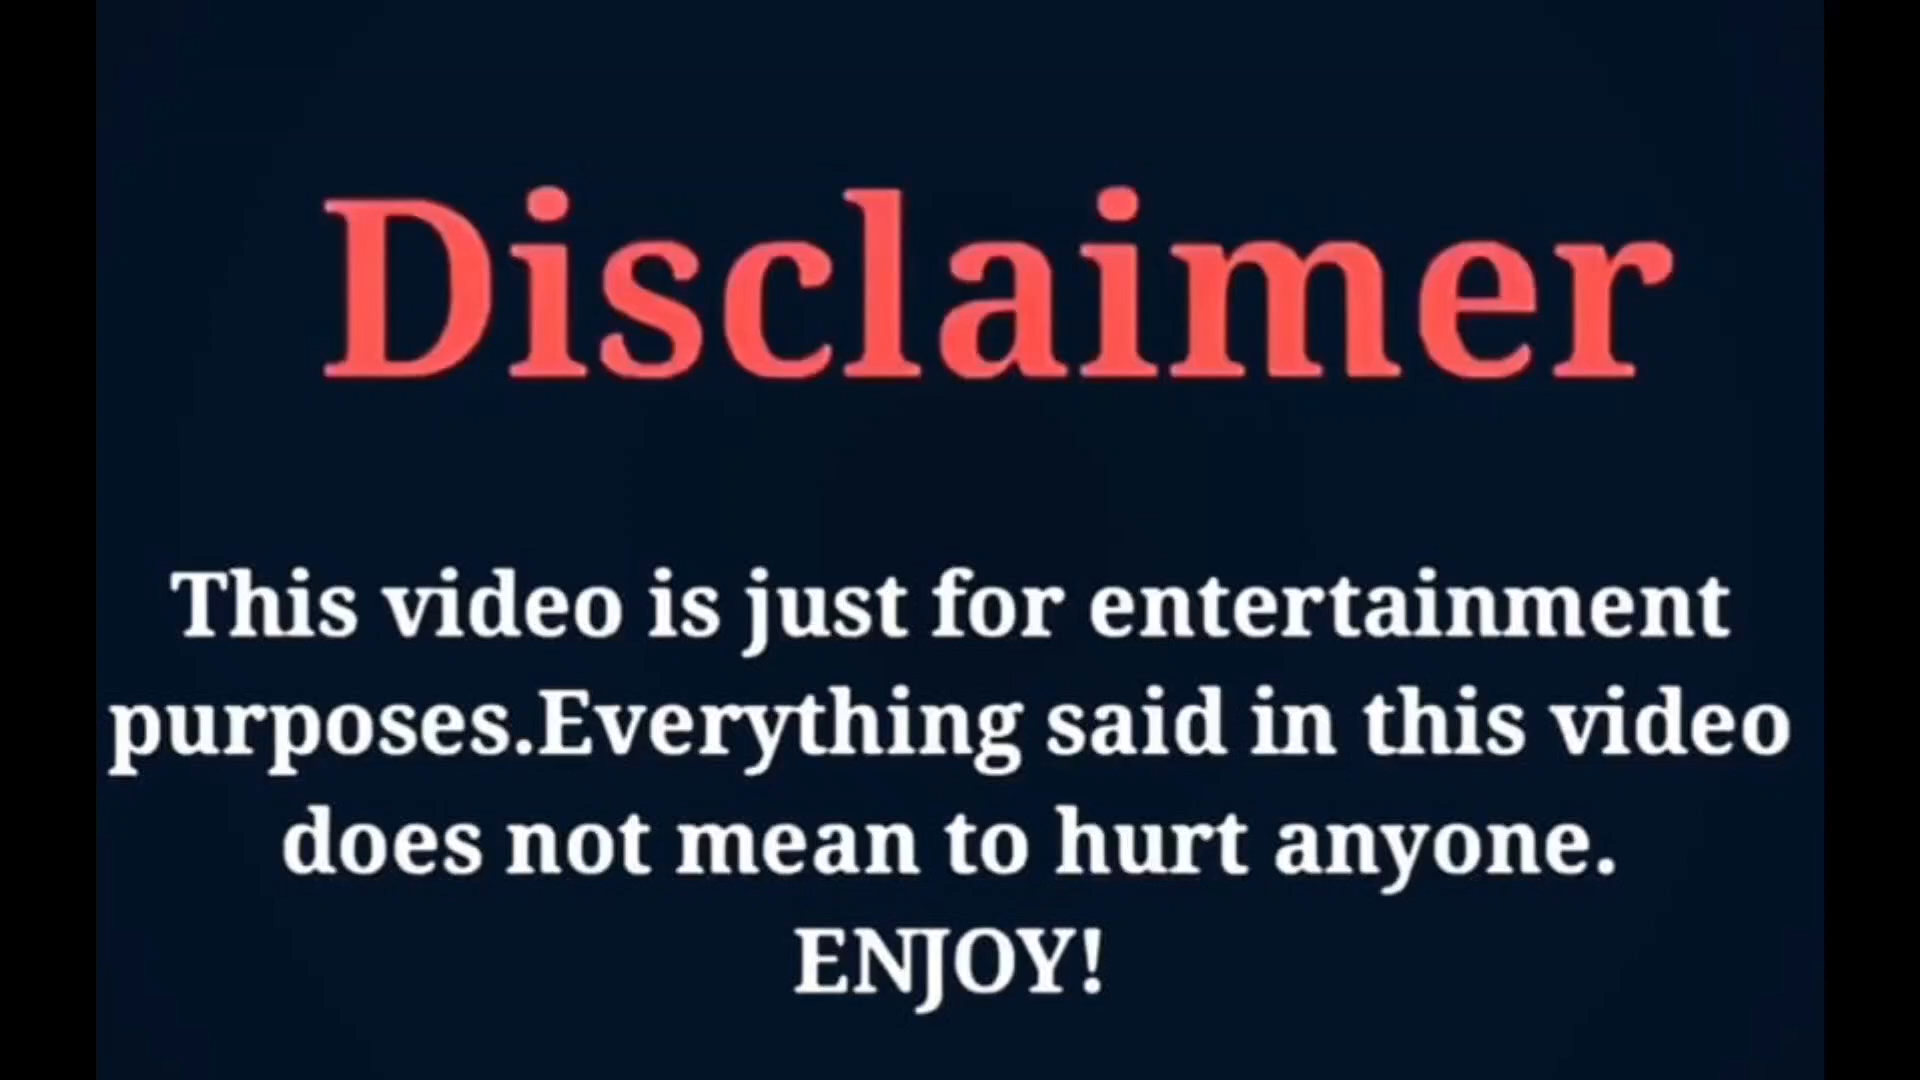 Disclaimer
This video is just for entertainment
purposes.Everything said in this video
does not mean to hurt anyone.
ENJOY!